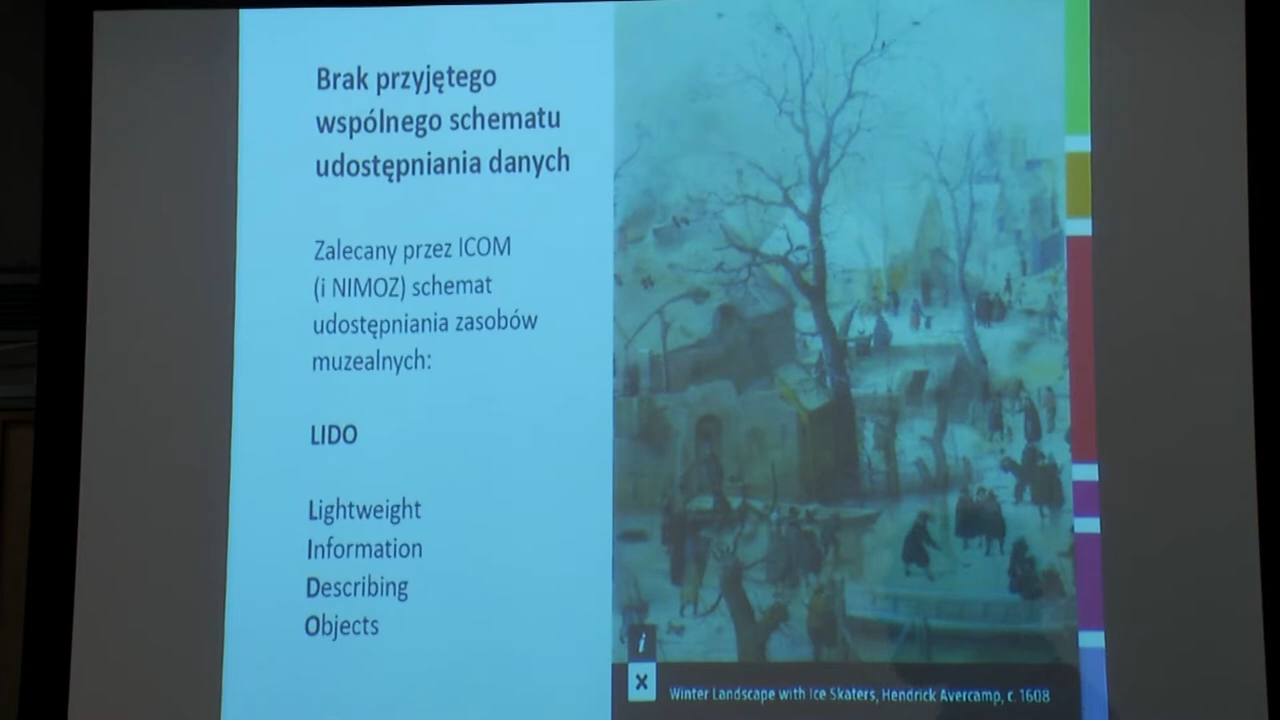 Brak przyjętego
wspólnego schematu
udostępniania danych
Zalecany przez ICOM
(i NIMOZ) schemat
udostępniania zasobów
muzealnych:
LIDO
Lightweight
Information
Describing
Objects
i
X
Winter Landscape with Ice Skaters, Hendrick Avercamp, c. 1608